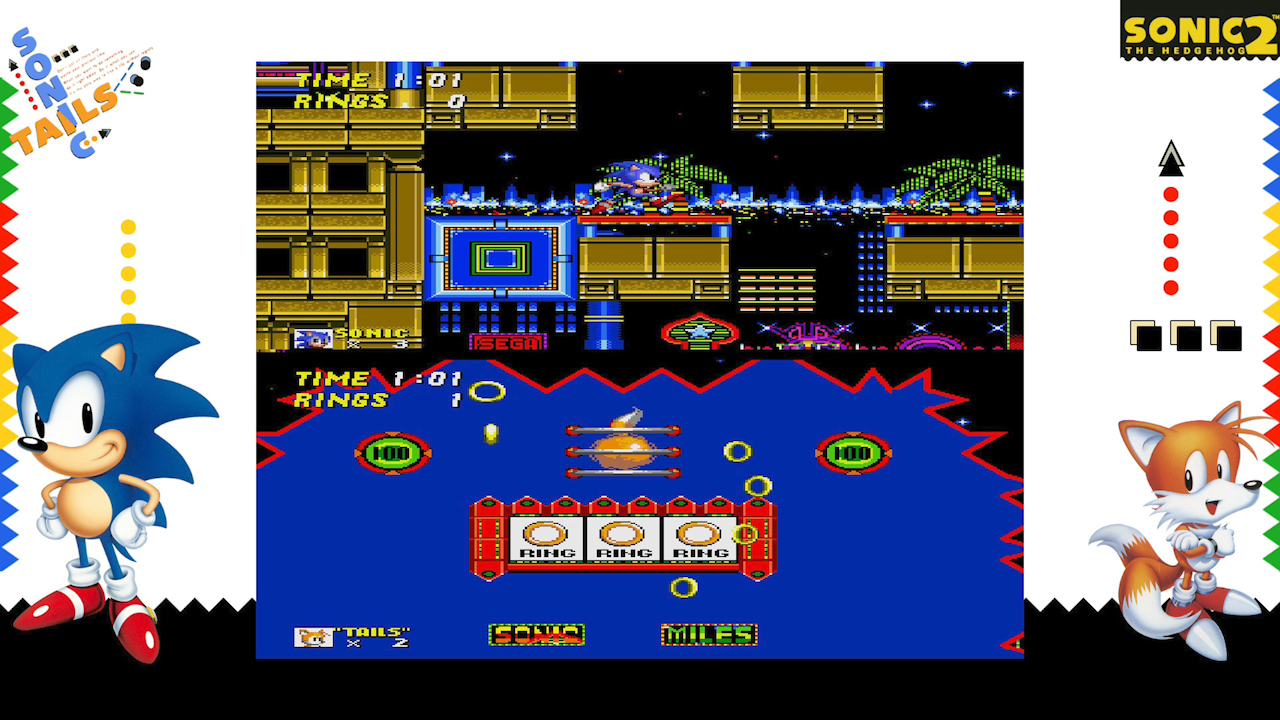 SONIC
TAILS
SONIC 2™
THE HEDGEHOG
TIME 1:01
RINGS 0
SONIC
× 3
SEGA
TIME 1:01
RINGS 1
100
100
RING RING RING
"TAILS"
× 2
SONIC
MILES